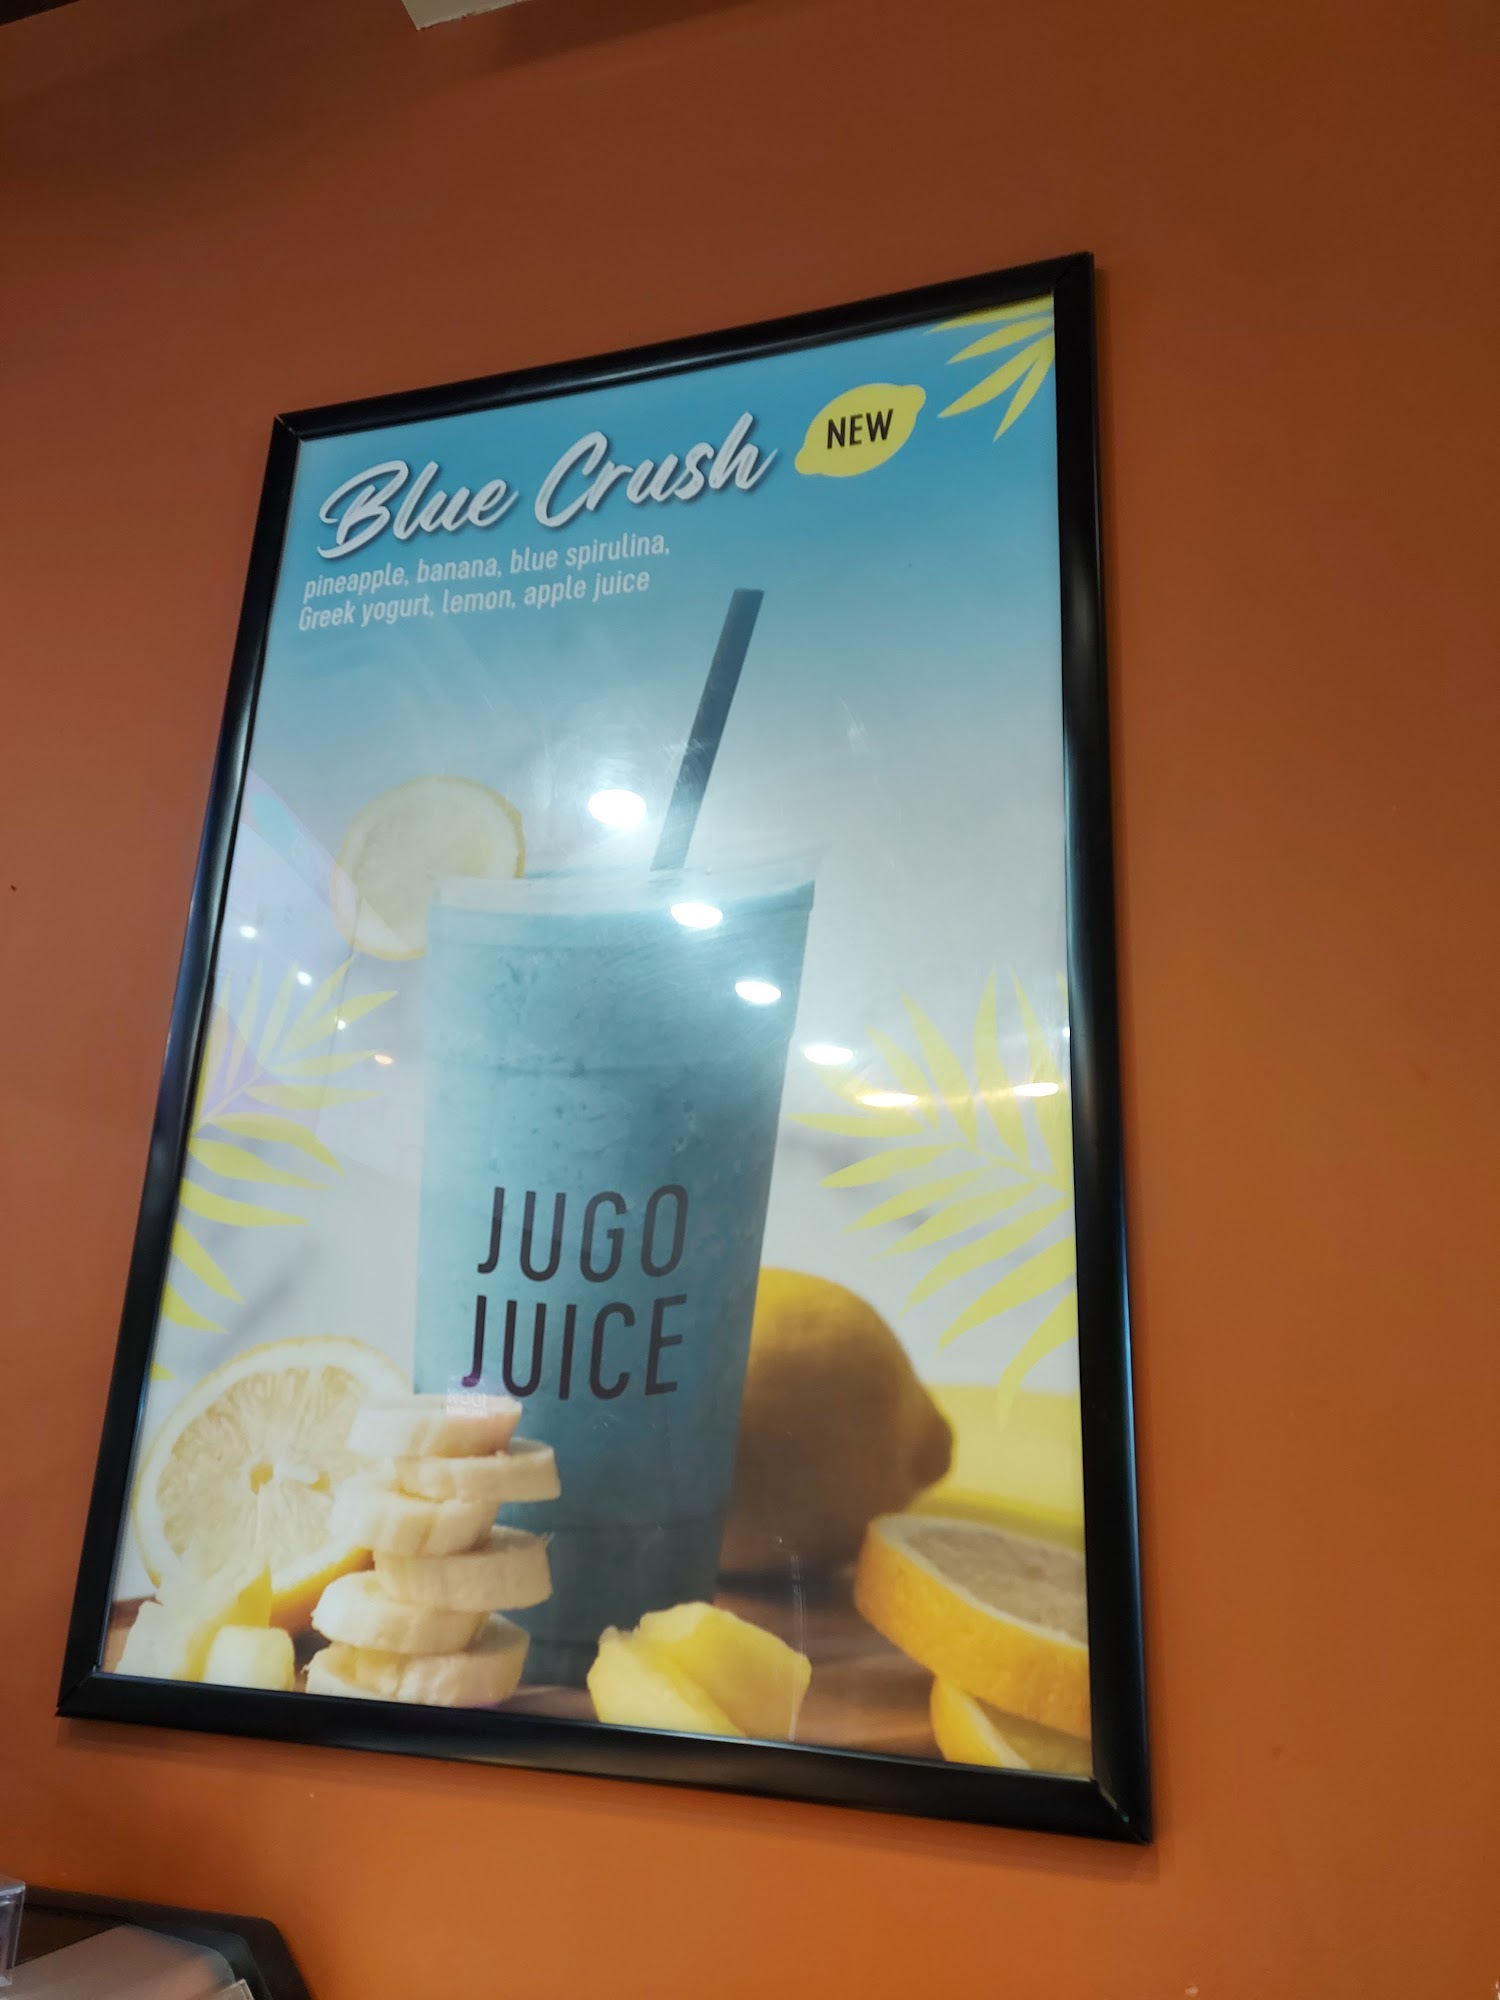 Blue Crush
NEW
pineapple, banana, blue spirulina,
Greek yogurt, lemon, apple juice
JUGO
JUICE